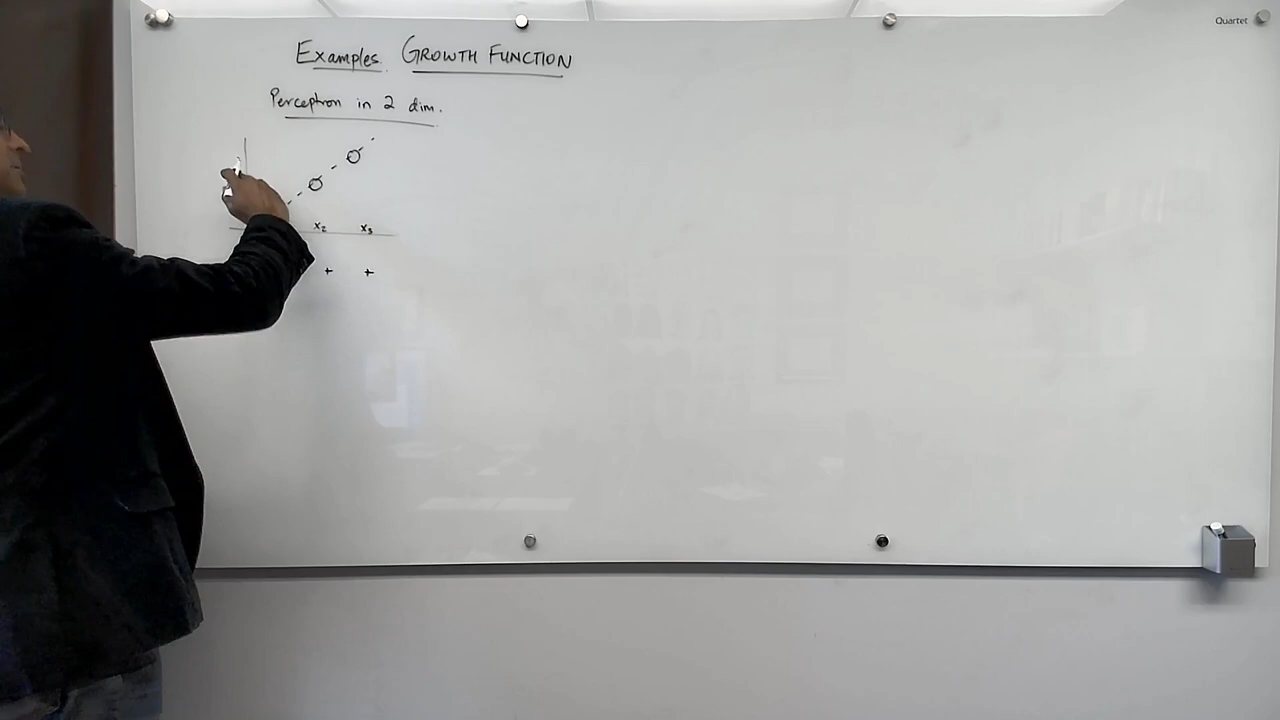 Quartet
Examples. GROWTH FUNCTION
Perceptron in 2 dim.
x2 x3
+ +